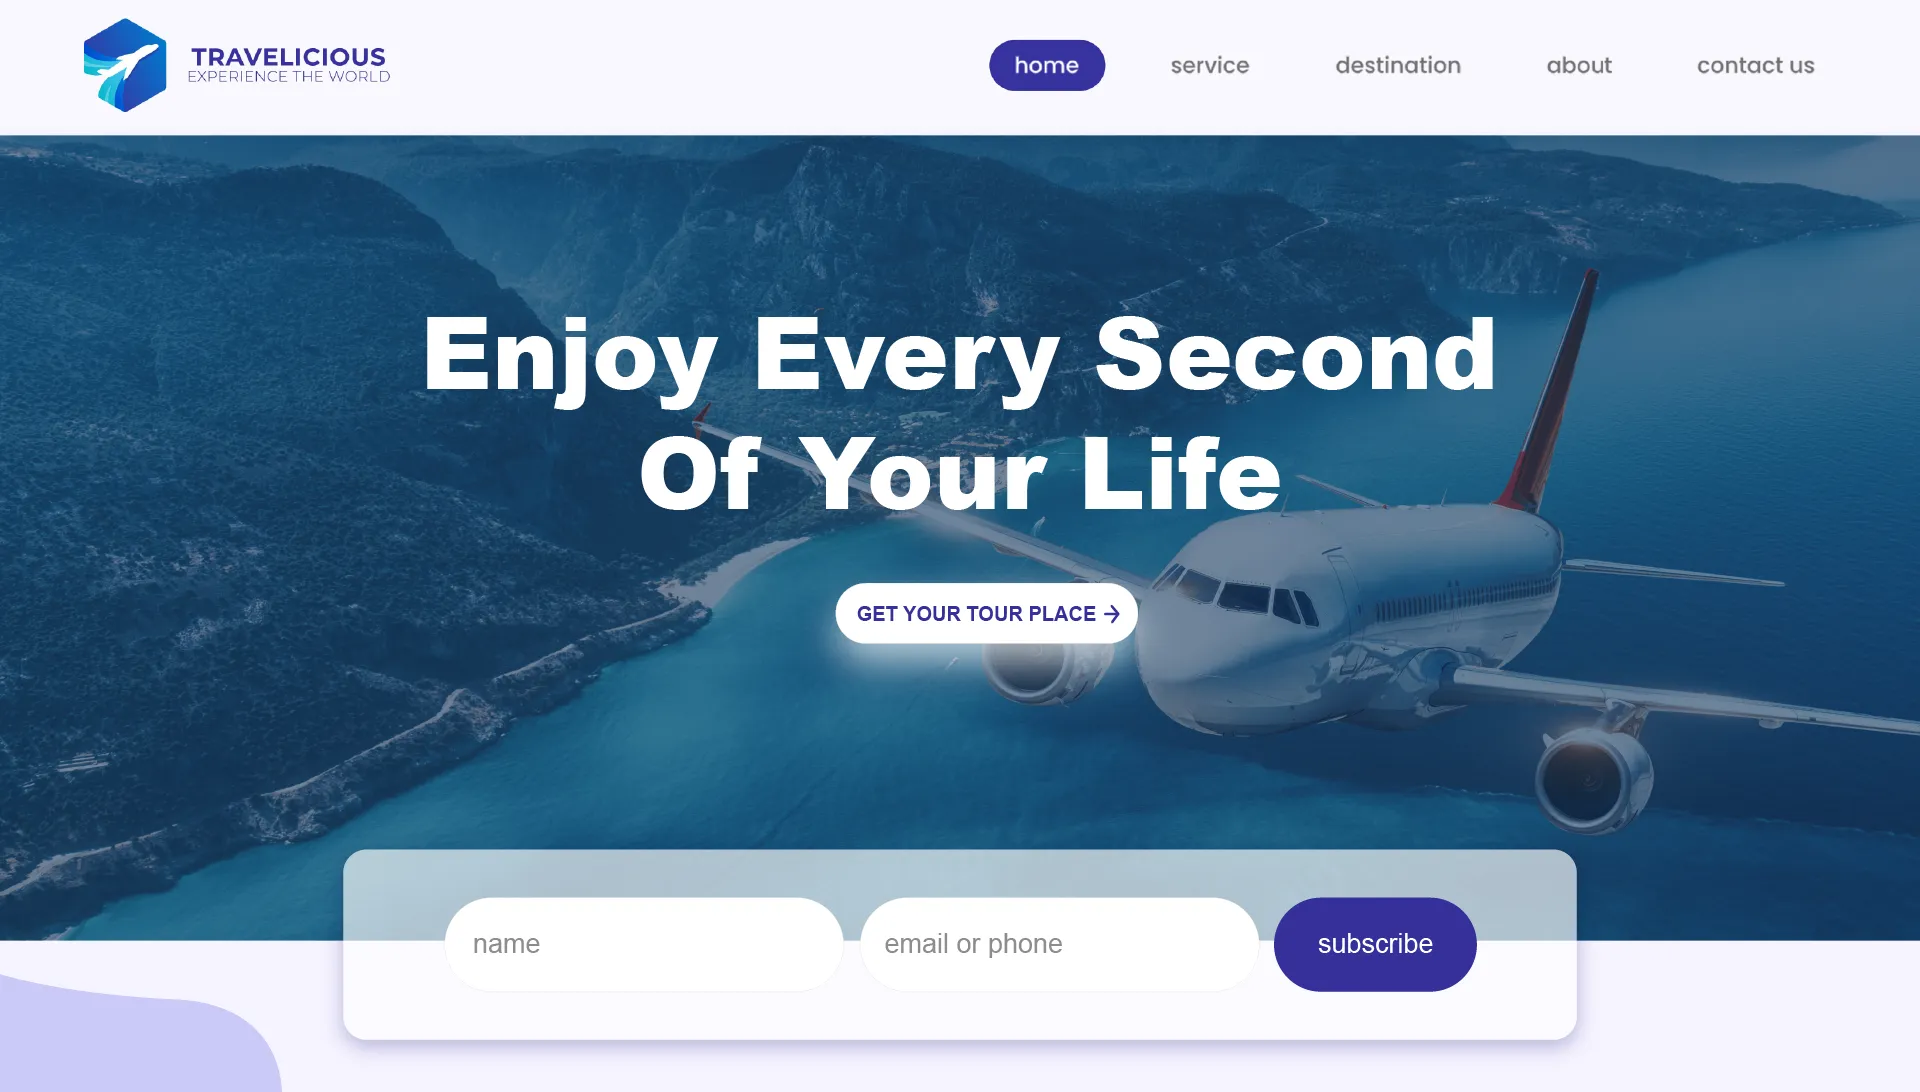 TRAVELICIOUS
EXPERIENCE THE WORLD
home
service
destination
about
contact us
Enjoy Every Second
Of Your Life
GET YOUR TOUR PLACE →
name
email or phone
subscribe